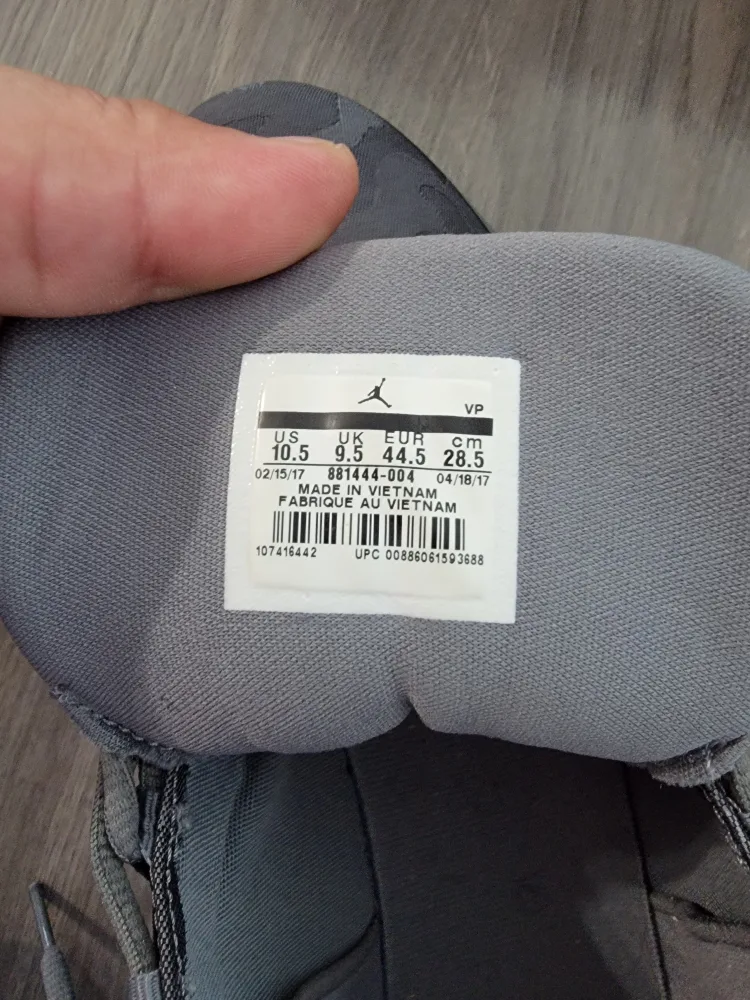 VP
US UK EUR cm
10.5 9.5 44.5 28.5
02/15/17 881444-004 04/18/17
MADE IN VIETNAM
FABRIQUE AU VIETNAM
107416442 UPC 00886061593688